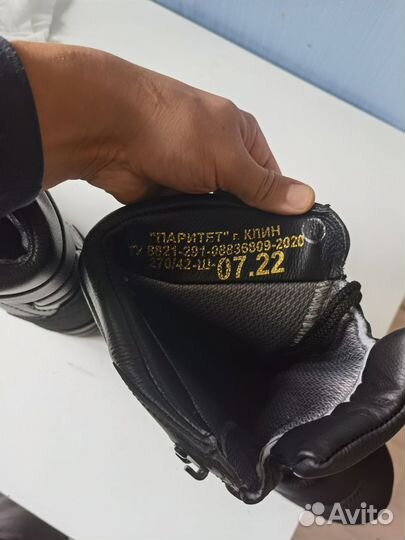 "ПАРИТЕТ" г. КЛИН
ТУ 8821-291-08836809-2020
270/42-Ш-07.22
Avito